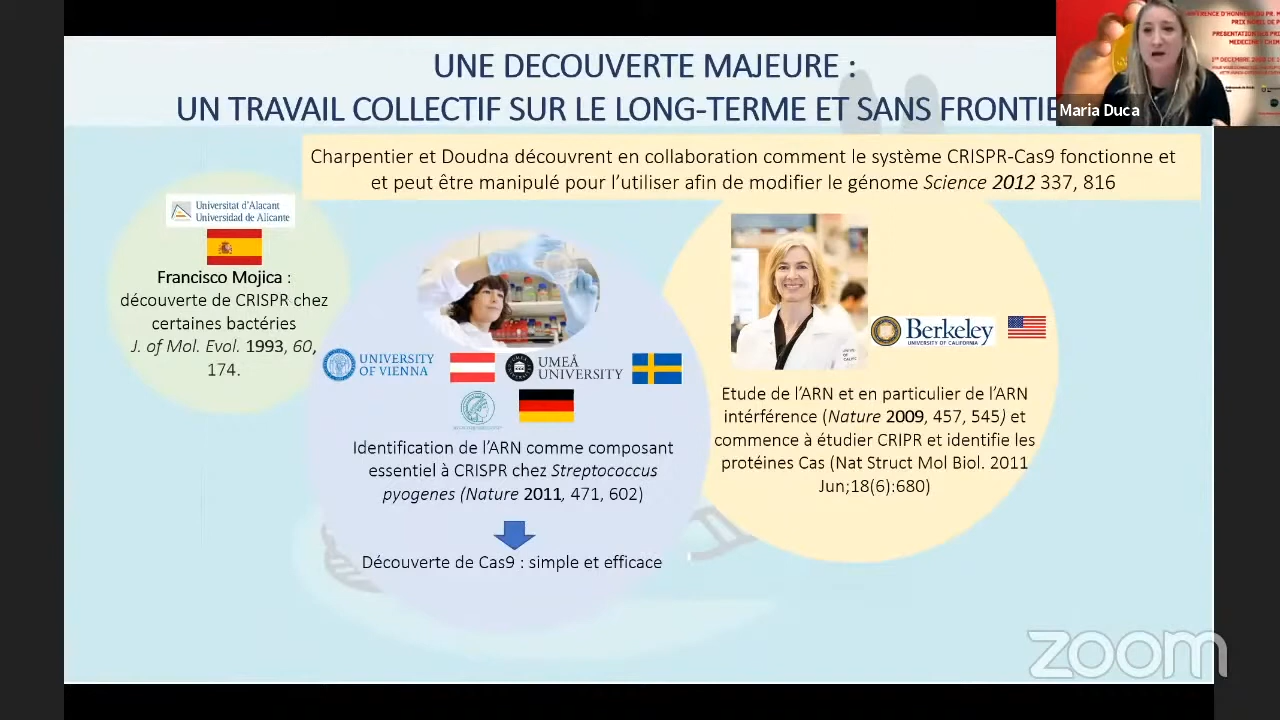 UNE DECOUVERTE MAJEURE :
UN TRAVAIL COLLECTIF SUR LE LONG-TERME ET SANS FRONTIE
Maria Duca
Charpentier et Doudna découvrent en collaboration comment le système CRISPR-Cas9 fonctionne et
et peut être manipulé pour l'utiliser afin de modifier le génome Science 2012 337, 816
Universitat d'Alacant
Universidad de Alicante
Francisco Mojica :
découverte de CRISPR chez
certaines bactéries
J. of Mol. Evol. 1993, 60,
174.
UNIVERSITY
OF VIENNA
UMEÅ
UNIVERSITY
Identification de l'ARN comme composant
essentiel à CRISPR chez Streptococcus
pyogenes (Nature 2011, 471, 602)
Découverte de Cas9 : simple et efficace
Berkeley
UNIVERSITY OF CALIFORNIA
Etude de l'ARN et en particulier de l'ARN
intérférence (Nature 2009, 457, 545) et
commence à étudier CRIPR et identifie les
protéines Cas (Nat Struct Mol Biol. 2011
Jun;18(6):680)
zoom